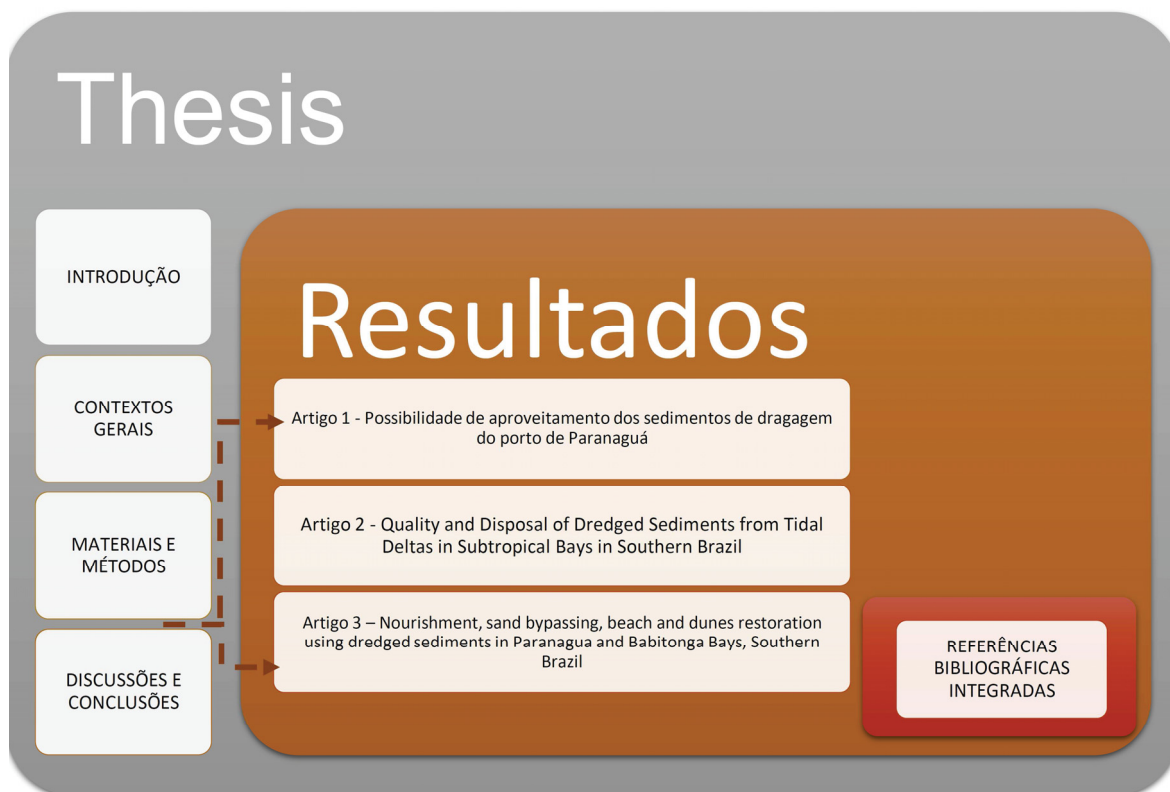 Thesis
INTRODUÇÃO
CONTEXTOS
GERAIS
MATERIAIS E
MÉTODOS
DISCUSSÕES E
CONCLUSÕES
Resultados
Artigo 1 - Possibilidade de aproveitamento dos sedimentos de dragagem
do porto de Paranaguá
Artigo 2 - Quality and Disposal of Dredged Sediments from Tidal
Deltas in Subtropical Bays in Southern Brazil
Artigo 3 – Nourishment, sand bypassing, beach and dunes restoration
using dredged sediments in Paranagua and Babitonga Bays, Southern
Brazil
REFERÊNCIAS
BIBLIOGRÁFICAS
INTEGRADAS